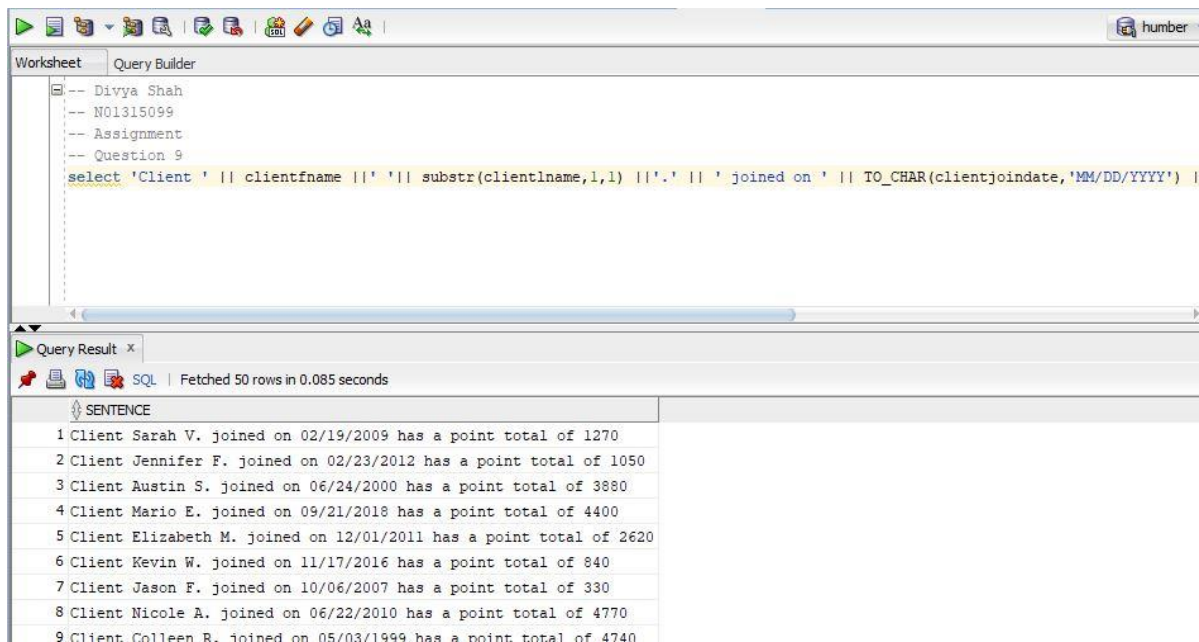 humber
Worksheet Query Builder
-- Divya Shah
-- N01315099
-- Assignment
-- Question 9
select 'Client ' || clientfname ||' '|| substr(clientlname,1,1) ||'.' || ' joined on ' || TO_CHAR(clientjoindate,'MM/DD/YYYY') |
Query Result x
SQL | Fetched 50 rows in 0.085 seconds
SENTENCE
1 Client Sarah V. joined on 02/19/2009 has a point total of 1270
2 Client Jennifer F. joined on 02/23/2012 has a point total of 1050
3 Client Austin S. joined on 06/24/2000 has a point total of 3880
4 Client Mario E. joined on 09/21/2018 has a point total of 4400
5 Client Elizabeth M. joined on 12/01/2011 has a point total of 2620
6 Client Kevin W. joined on 11/17/2016 has a point total of 840
7 Client Jason F. joined on 10/06/2007 has a point total of 330
8 Client Nicole A. joined on 06/22/2010 has a point total of 4770
9 Client Colleen R. joined on 05/03/1999 has a point total of 4740